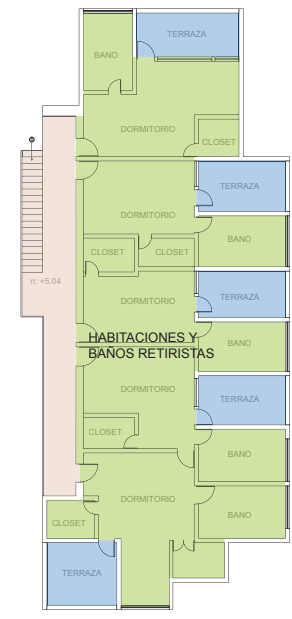 TERRAZA
BANO
DORMITORIO
CLOSET
TERRAZA
DORMITORIO
BANO
CLOSET
CLOSET
n: +5.04
DORMITORIO
TERRAZA
HABITACIONES Y
BAÑOS RETIRISTAS
BANO
DORMITORIO
TERRAZA
CLOSET
BANO
DORMITORIO
BANO
CLOSET
TERRAZA